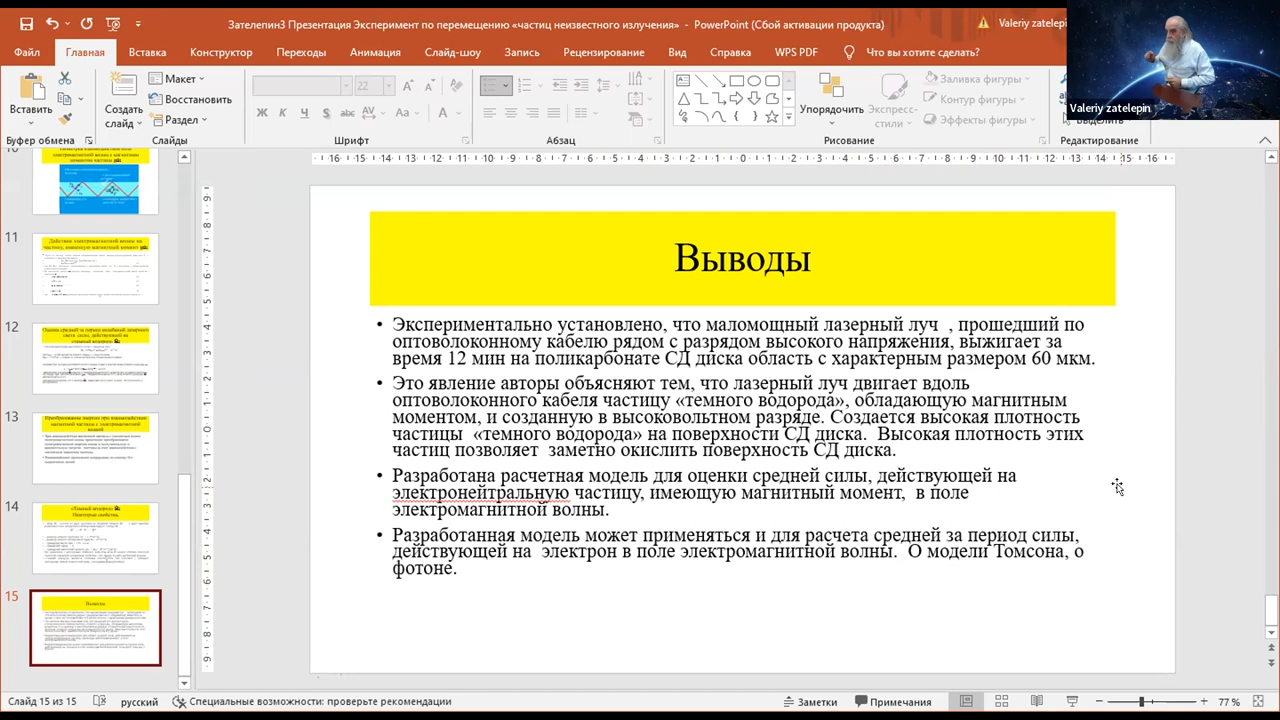 Зателепин3 Презентация Эксперимент по перемещению «частиц неизвестного излучения» - PowerPoint (Сбой активации продукта)
Valeriy zatelep
Файл Главная Вставка Конструктор Переходы Анимация Слайд-шоу Запись Рецензирование Вид Справка WPS PDF Что вы хотите сделать?
Valeriy zatelepin
Вставить
Создать слайд
Макет
Восстановить
Раздел
22
Упорядочить
Экспресс-стили
Заливка фигуры
Контур фигуры
Эффекты фигуры
Выделить
Буфер обмена Слайды Шрифт Абзац Рисование Редактирование
11
12
13
14
«Темный водород»
Некоторые свойства.
15
Выводы
Выводы
• Экспериментально установлено, что маломощный лазерный луч , прошедший по
оптоволоконному кабелю рядом с разрядом высокого напряжения, выжигает за
время 12 мин на поликарбонате СД диска область с характерным размером 60 мкм.
• Это явление авторы объясняют тем, что лазерный луч двигает вдоль
оптоволоконного кабеля частицу «темного водорода», обладающую магнитным
моментом, и созданную в высоковольтном разряде. Создается высокая плотность
частицы «темного водорода» на поверхности СД диска. Высокая плотность этих
частиц позволяет заметно окислить поверхность СД диска.
• Разработана расчетная модель для оценки средней силы, действующей на
электронейтральную частицу, имеющую магнитный момент, в поле
электромагнитной волны.
• Разработанная модель может применяться для расчета средней за период силы,
действующей на электрон в поле электромагнитной волны. О модели Томсона, о
фотоне.
Слайд 15 из 15 русский Специальные возможности: проверьте рекомендации Заметки Примечания 77 %